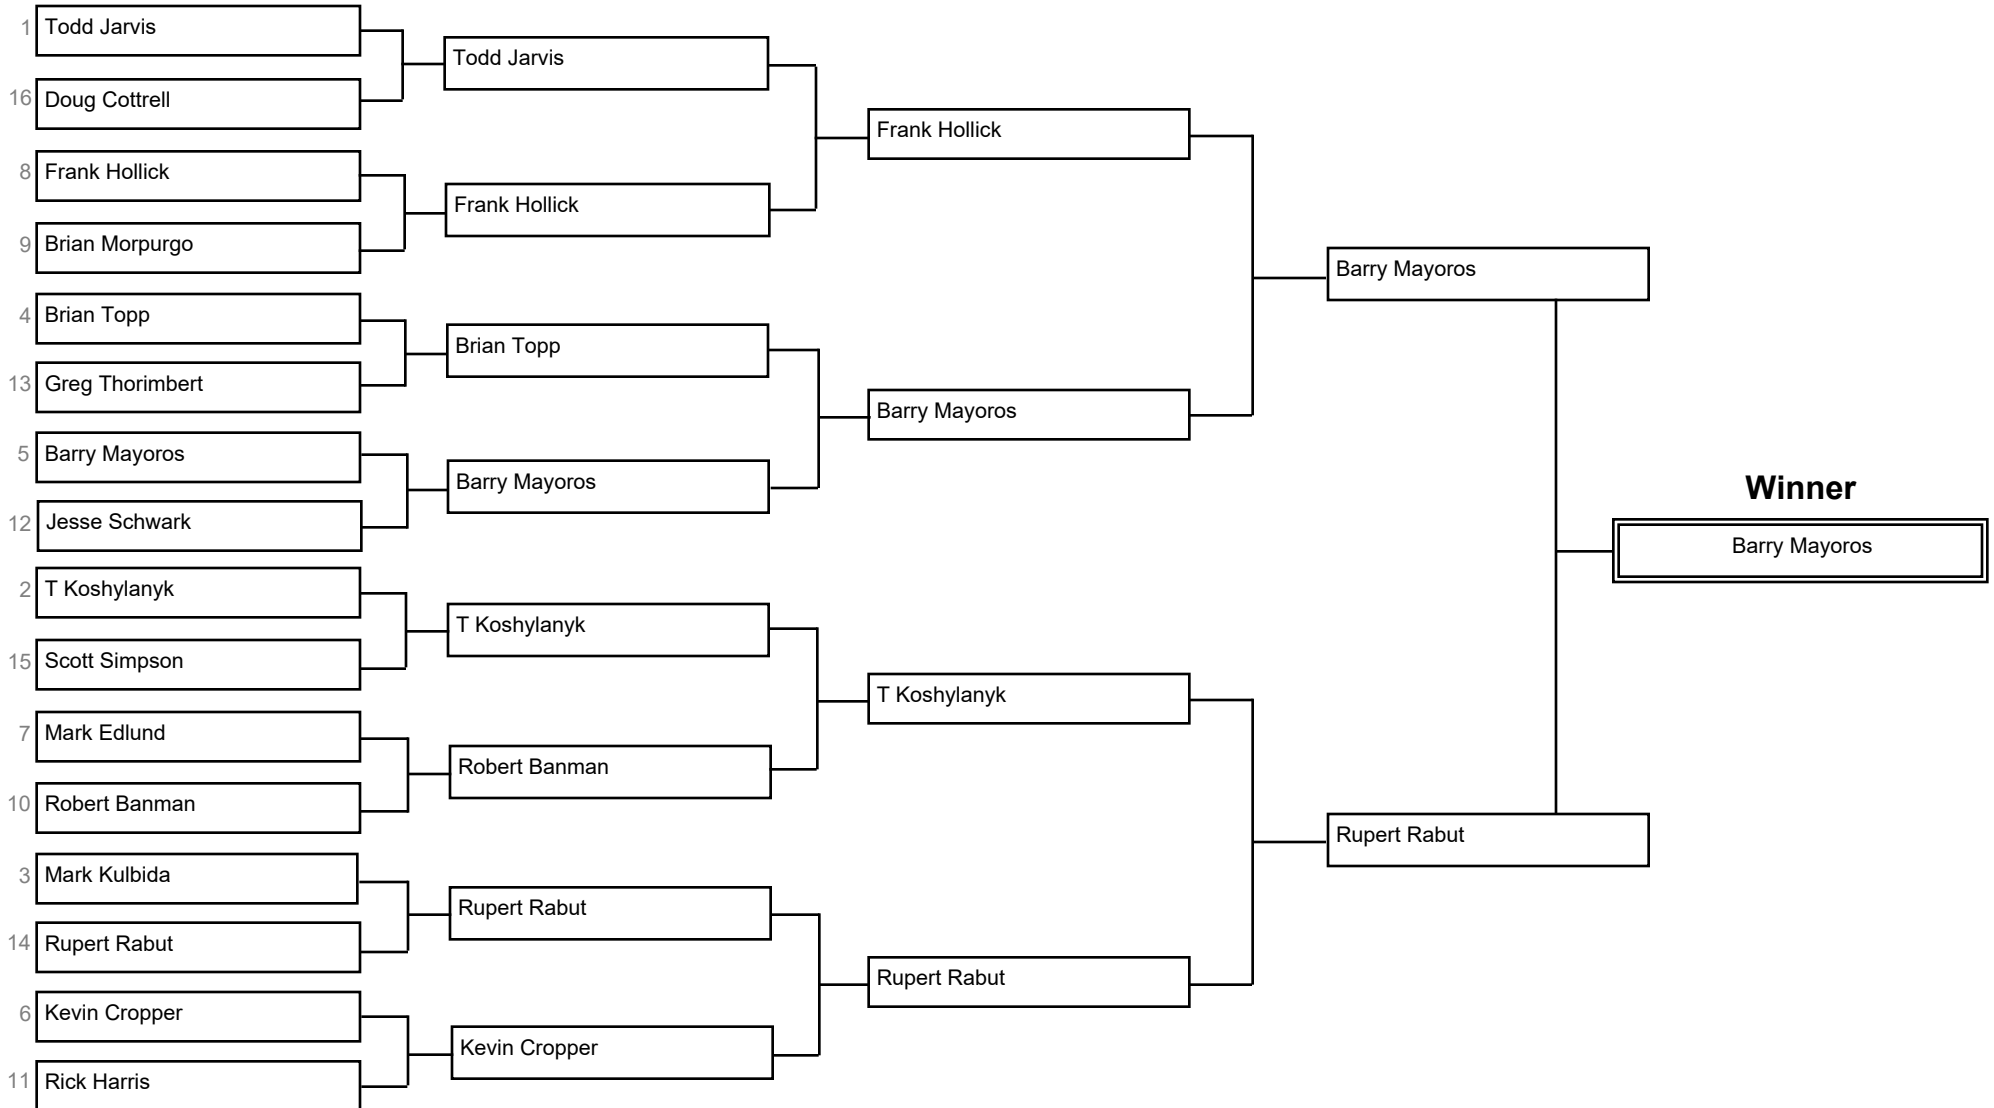 1 Todd Jarvis
16 Doug Cottrell
8 Frank Hollick
9 Brian Morpurgo
4 Brian Topp
13 Greg Thorimbert
5 Barry Mayoros
12 Jesse Schwark
2 T Koshylanyk
15 Scott Simpson
7 Mark Edlund
10 Robert Banman
3 Mark Kulbida
14 Rupert Rabut
6 Kevin Cropper
11 Rick Harris
Todd Jarvis
Frank Hollick
Brian Topp
Barry Mayoros
T Koshylanyk
Robert Banman
Rupert Rabut
Kevin Cropper
Frank Hollick
Barry Mayoros
T Koshylanyk
Rupert Rabut
Barry Mayoros
Rupert Rabut
Winner
Barry Mayoros